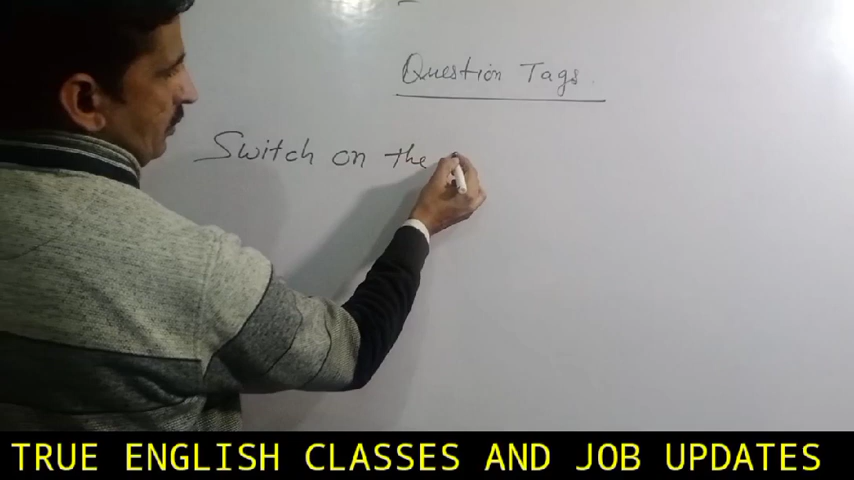 Question Tags.
Switch on the
TRUE ENGLISH CLASSES AND JOB UPDATES